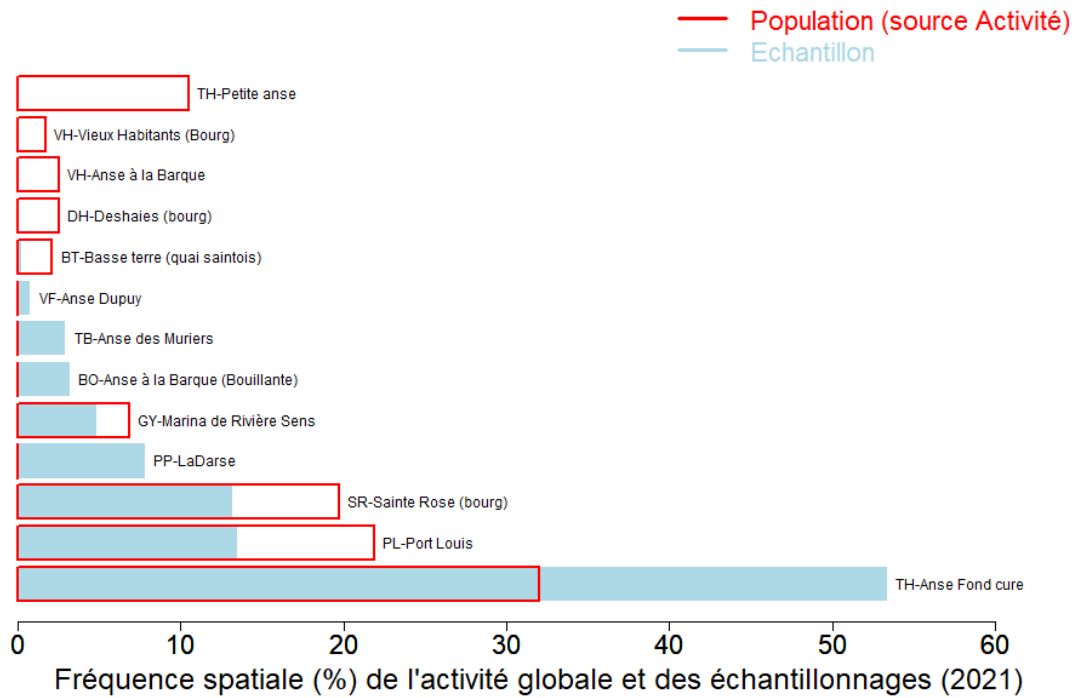 Population (source Activité)
Echantillon
TH-Petite anse
VH-Vieux Habitants (Bourg)
VH-Anse à la Barque
DH-Deshaies (bourg)
BT-Basse terre (quai saintois)
VF-Anse Dupuy
TB-Anse des Muriers
BO-Anse à la Barque (Bouillante)
GY-Marina de Rivière Sens
PP-LaDarse
SR-Sainte Rose (bourg)
PL-Port Louis
TH-Anse Fond cure
0 10 20 30 40 50 60
Fréquence spatiale (%) de l'activité globale et des échantillonnages (2021)